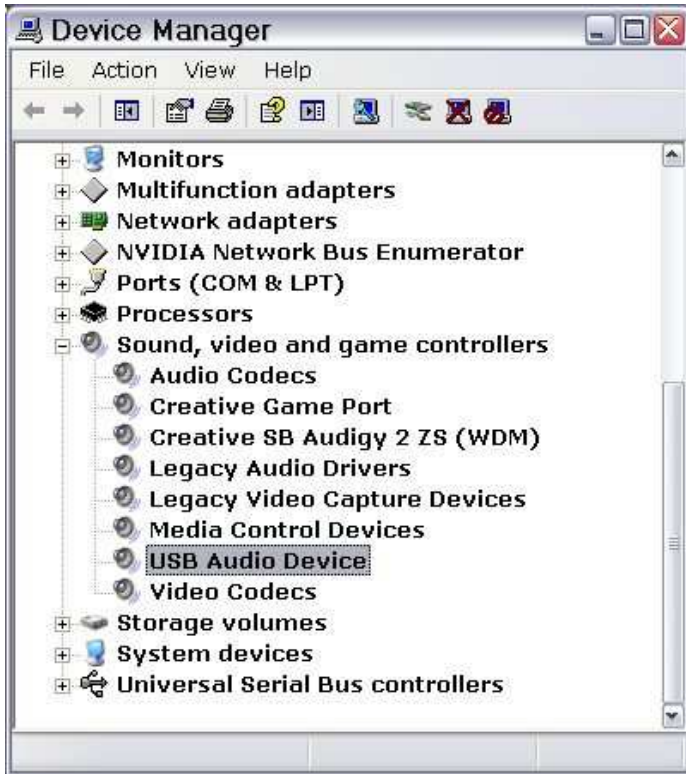 Device Manager
File Action View Help
Monitors
Multifunction adapters
Network adapters
NVIDIA Network Bus Enumerator
Ports (COM & LPT)
Processors
Sound, video and game controllers
Audio Codecs
Creative Game Port
Creative SB Audigy 2 ZS (WDM)
Legacy Audio Drivers
Legacy Video Capture Devices
Media Control Devices
USB Audio Device
Video Codecs
Storage volumes
System devices
Universal Serial Bus controllers